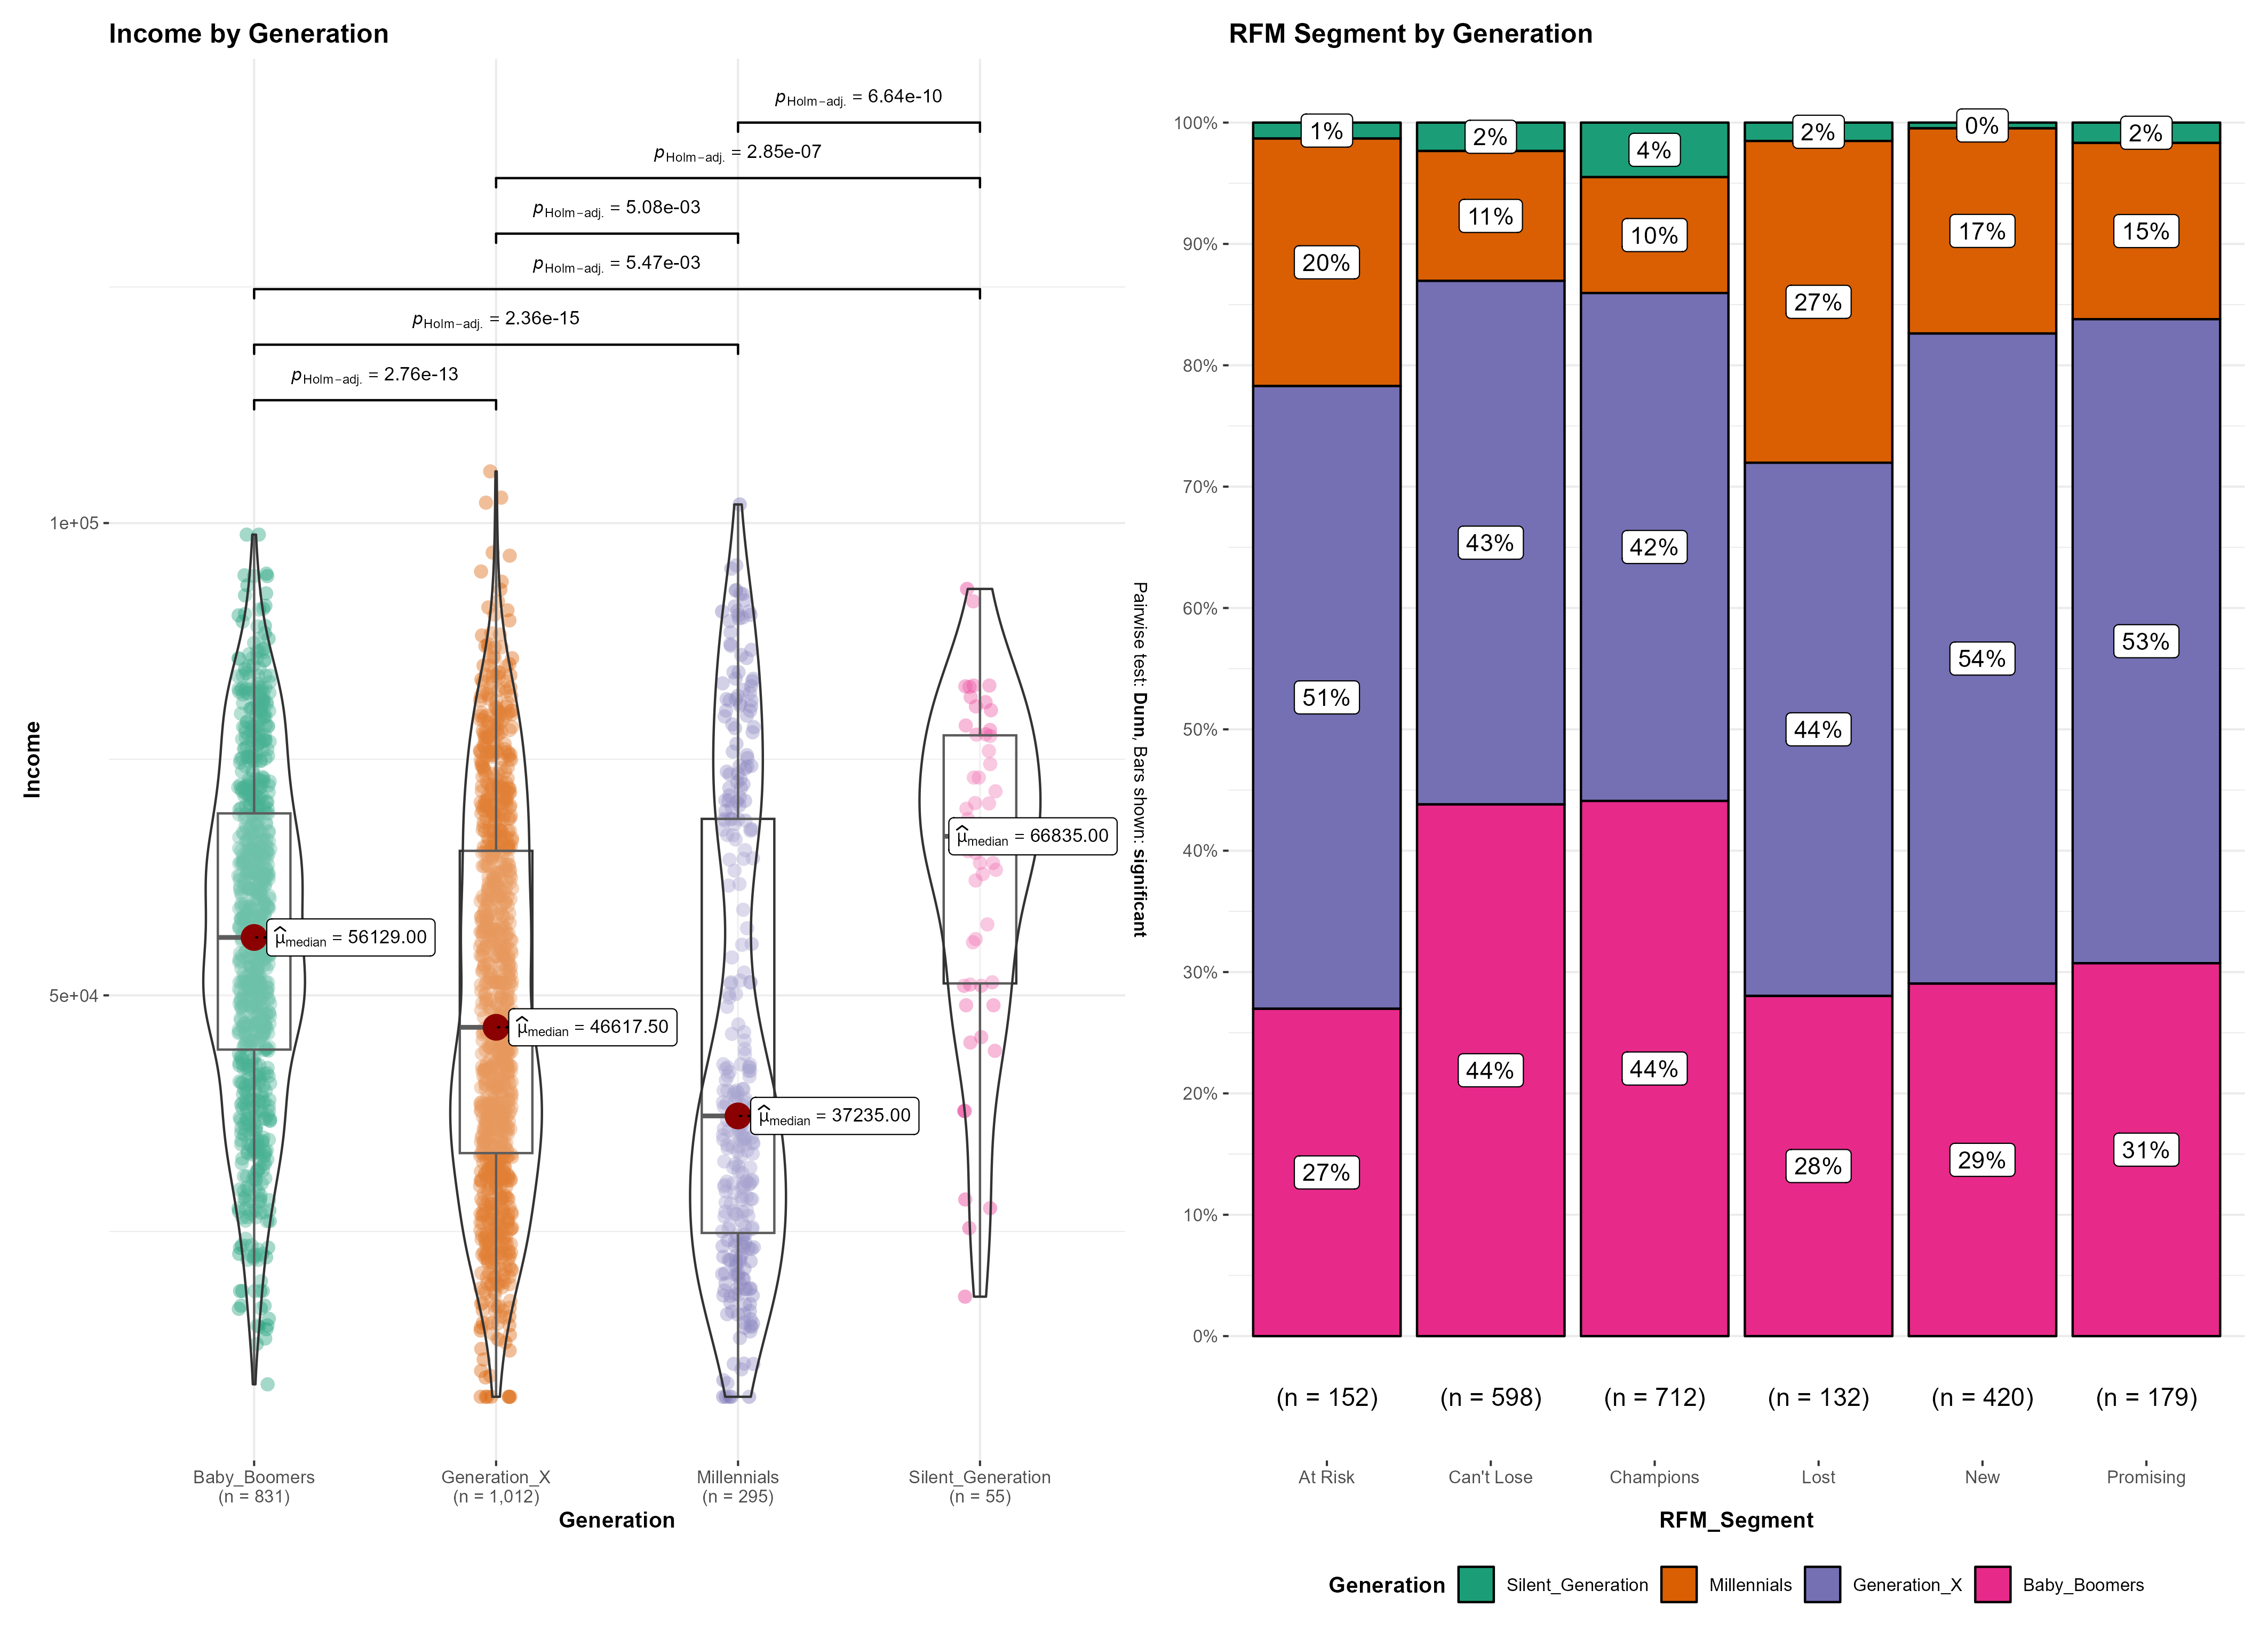 Income by Generation
pHolm−adj. = 6.64e-10
pHolm−adj. = 2.85e-07
pHolm−adj. = 5.08e-03
pHolm−adj. = 5.47e-03
pHolm−adj. = 2.36e-15
pHolm−adj. = 2.76e-13
1e+05
5e+04
Income
μ̂median = 56129.00
μ̂median = 46617.50
μ̂median = 37235.00
μ̂median = 66835.00
Pairwise test: Dunn, Bars shown: significant
Baby_Boomers
(n = 831)
Generation_X
(n = 1,012)
Millennials
(n = 295)
Silent_Generation
(n = 55)
Generation
RFM Segment by Generation
100%
90%
80%
70%
60%
50%
40%
30%
20%
10%
0%
1%
20%
51%
27%
2%
11%
43%
44%
4%
10%
42%
44%
2%
27%
44%
28%
0%
17%
54%
29%
2%
15%
53%
31%
(n = 152)
(n = 598)
(n = 712)
(n = 132)
(n = 420)
(n = 179)
At Risk
Can't Lose
Champions
Lost
New
Promising
RFM_Segment
Generation
Silent_Generation
Millennials
Generation_X
Baby_Boomers